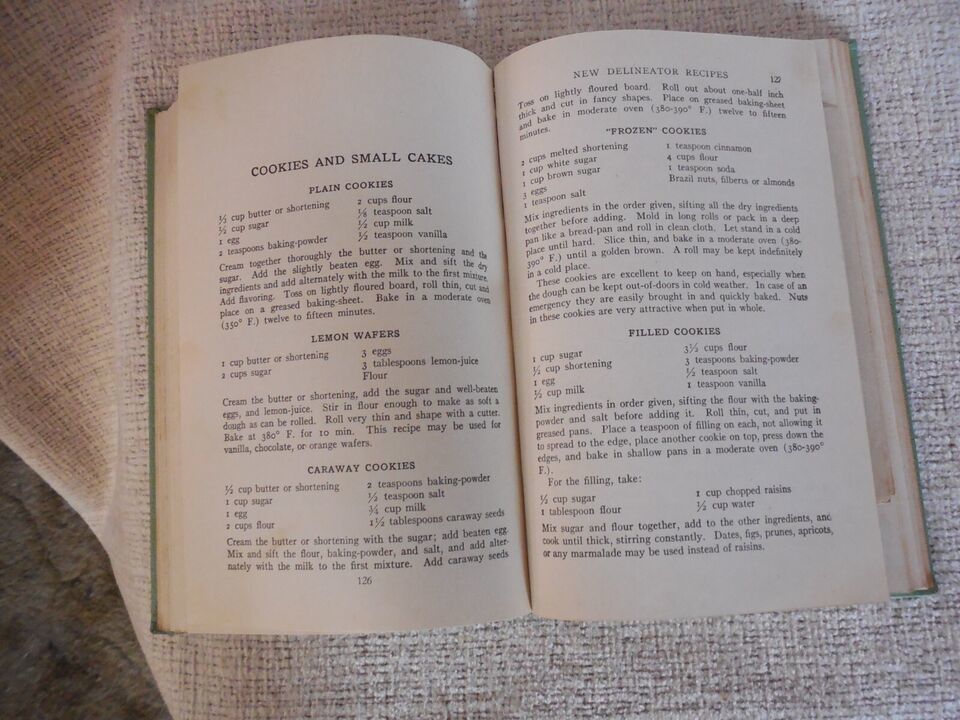 COOKIES AND SMALL CAKES
PLAIN COOKIES
½ cup butter or shortening
½ cup sugar
1 egg
2 teaspoons baking-powder
2 cups flour
⅛ teaspoon salt
½ cup milk
½ teaspoon vanilla
Cream together thoroughly the butter or shortening and the
sugar. Add the slightly beaten egg. Mix and sift the dry
ingredients and add alternately with the milk to the first mixture.
Add flavoring. Toss on lightly floured board, roll thin, cut and
place on a greased baking-sheet. Bake in a moderate oven
(350° F.) twelve to fifteen minutes.
LEMON WAFERS
1 cup butter or shortening
2 cups sugar
3 eggs
3 tablespoons lemon-juice
Flour
Cream the butter or shortening, add the sugar and well-beaten
eggs, and lemon-juice. Stir in flour enough to make as soft a
dough as can be rolled. Roll very thin and shape with a cutter.
Bake at 380° F. for 10 min. This recipe may be used for
vanilla, chocolate, or orange wafers.
CARAWAY COOKIES
½ cup butter or shortening
1 cup sugar
1 egg
2 cups flour
2 teaspoons baking-powder
½ teaspoon salt
¾ cup milk
1½ tablespoons caraway seeds
Cream the butter or shortening with the sugar; add beaten egg.
Mix and sift the flour, baking-powder, and salt, and add alter-
nately with the milk to the first mixture. Add caraway seeds
126
NEW DELINEATOR RECIPES 127
Toss on lightly floured board. Roll out about one-half inch
thick and cut in fancy shapes. Place on greased baking-sheet
and bake in moderate oven (380-390° F.) twelve to fifteen
minutes.
"FROZEN" COOKIES
2 cups melted shortening
1 cup white sugar
1 cup brown sugar
3 eggs
1 teaspoon salt
1 teaspoon cinnamon
4 cups flour
1 teaspoon soda
Brazil nuts, filberts or almonds
Mix ingredients in the order given, sifting all the dry ingredients
together before adding. Mold in long rolls or pack in a deep
pan like a bread-pan and roll in clean cloth. Let stand in a cold
place until hard. Slice thin, and bake in a moderate oven (380-
390° F.) until a golden brown. A roll may be kept indefinitely
in a cold place.
These cookies are excellent to keep on hand, especially when
the dough can be kept out-of-doors in cold weather. In case of an
emergency they are easily brought in and quickly baked. Nuts
in these cookies are very attractive when put in whole.
FILLED COOKIES
1 cup sugar
½ cup shortening
1 egg
½ cup milk
3½ cups flour
3 teaspoons baking-powder
½ teaspoon salt
1 teaspoon vanilla
Mix ingredients in order given, sifting the flour with the baking-
powder and salt before adding it. Roll thin, cut, and put in
greased pans. Place a teaspoon of filling on each, not allowing it
to spread to the edge, place another cookie on top, press down the
edges, and bake in shallow pans in a moderate oven (380-390°
F.).
For the filling, take:
½ cup sugar
1 tablespoon flour
1 cup chopped raisins
½ cup water
Mix sugar and flour together, add to the other ingredients, and
cook until thick, stirring constantly. Dates, figs, prunes, apricots,
or any marmalade may be used instead of raisins.